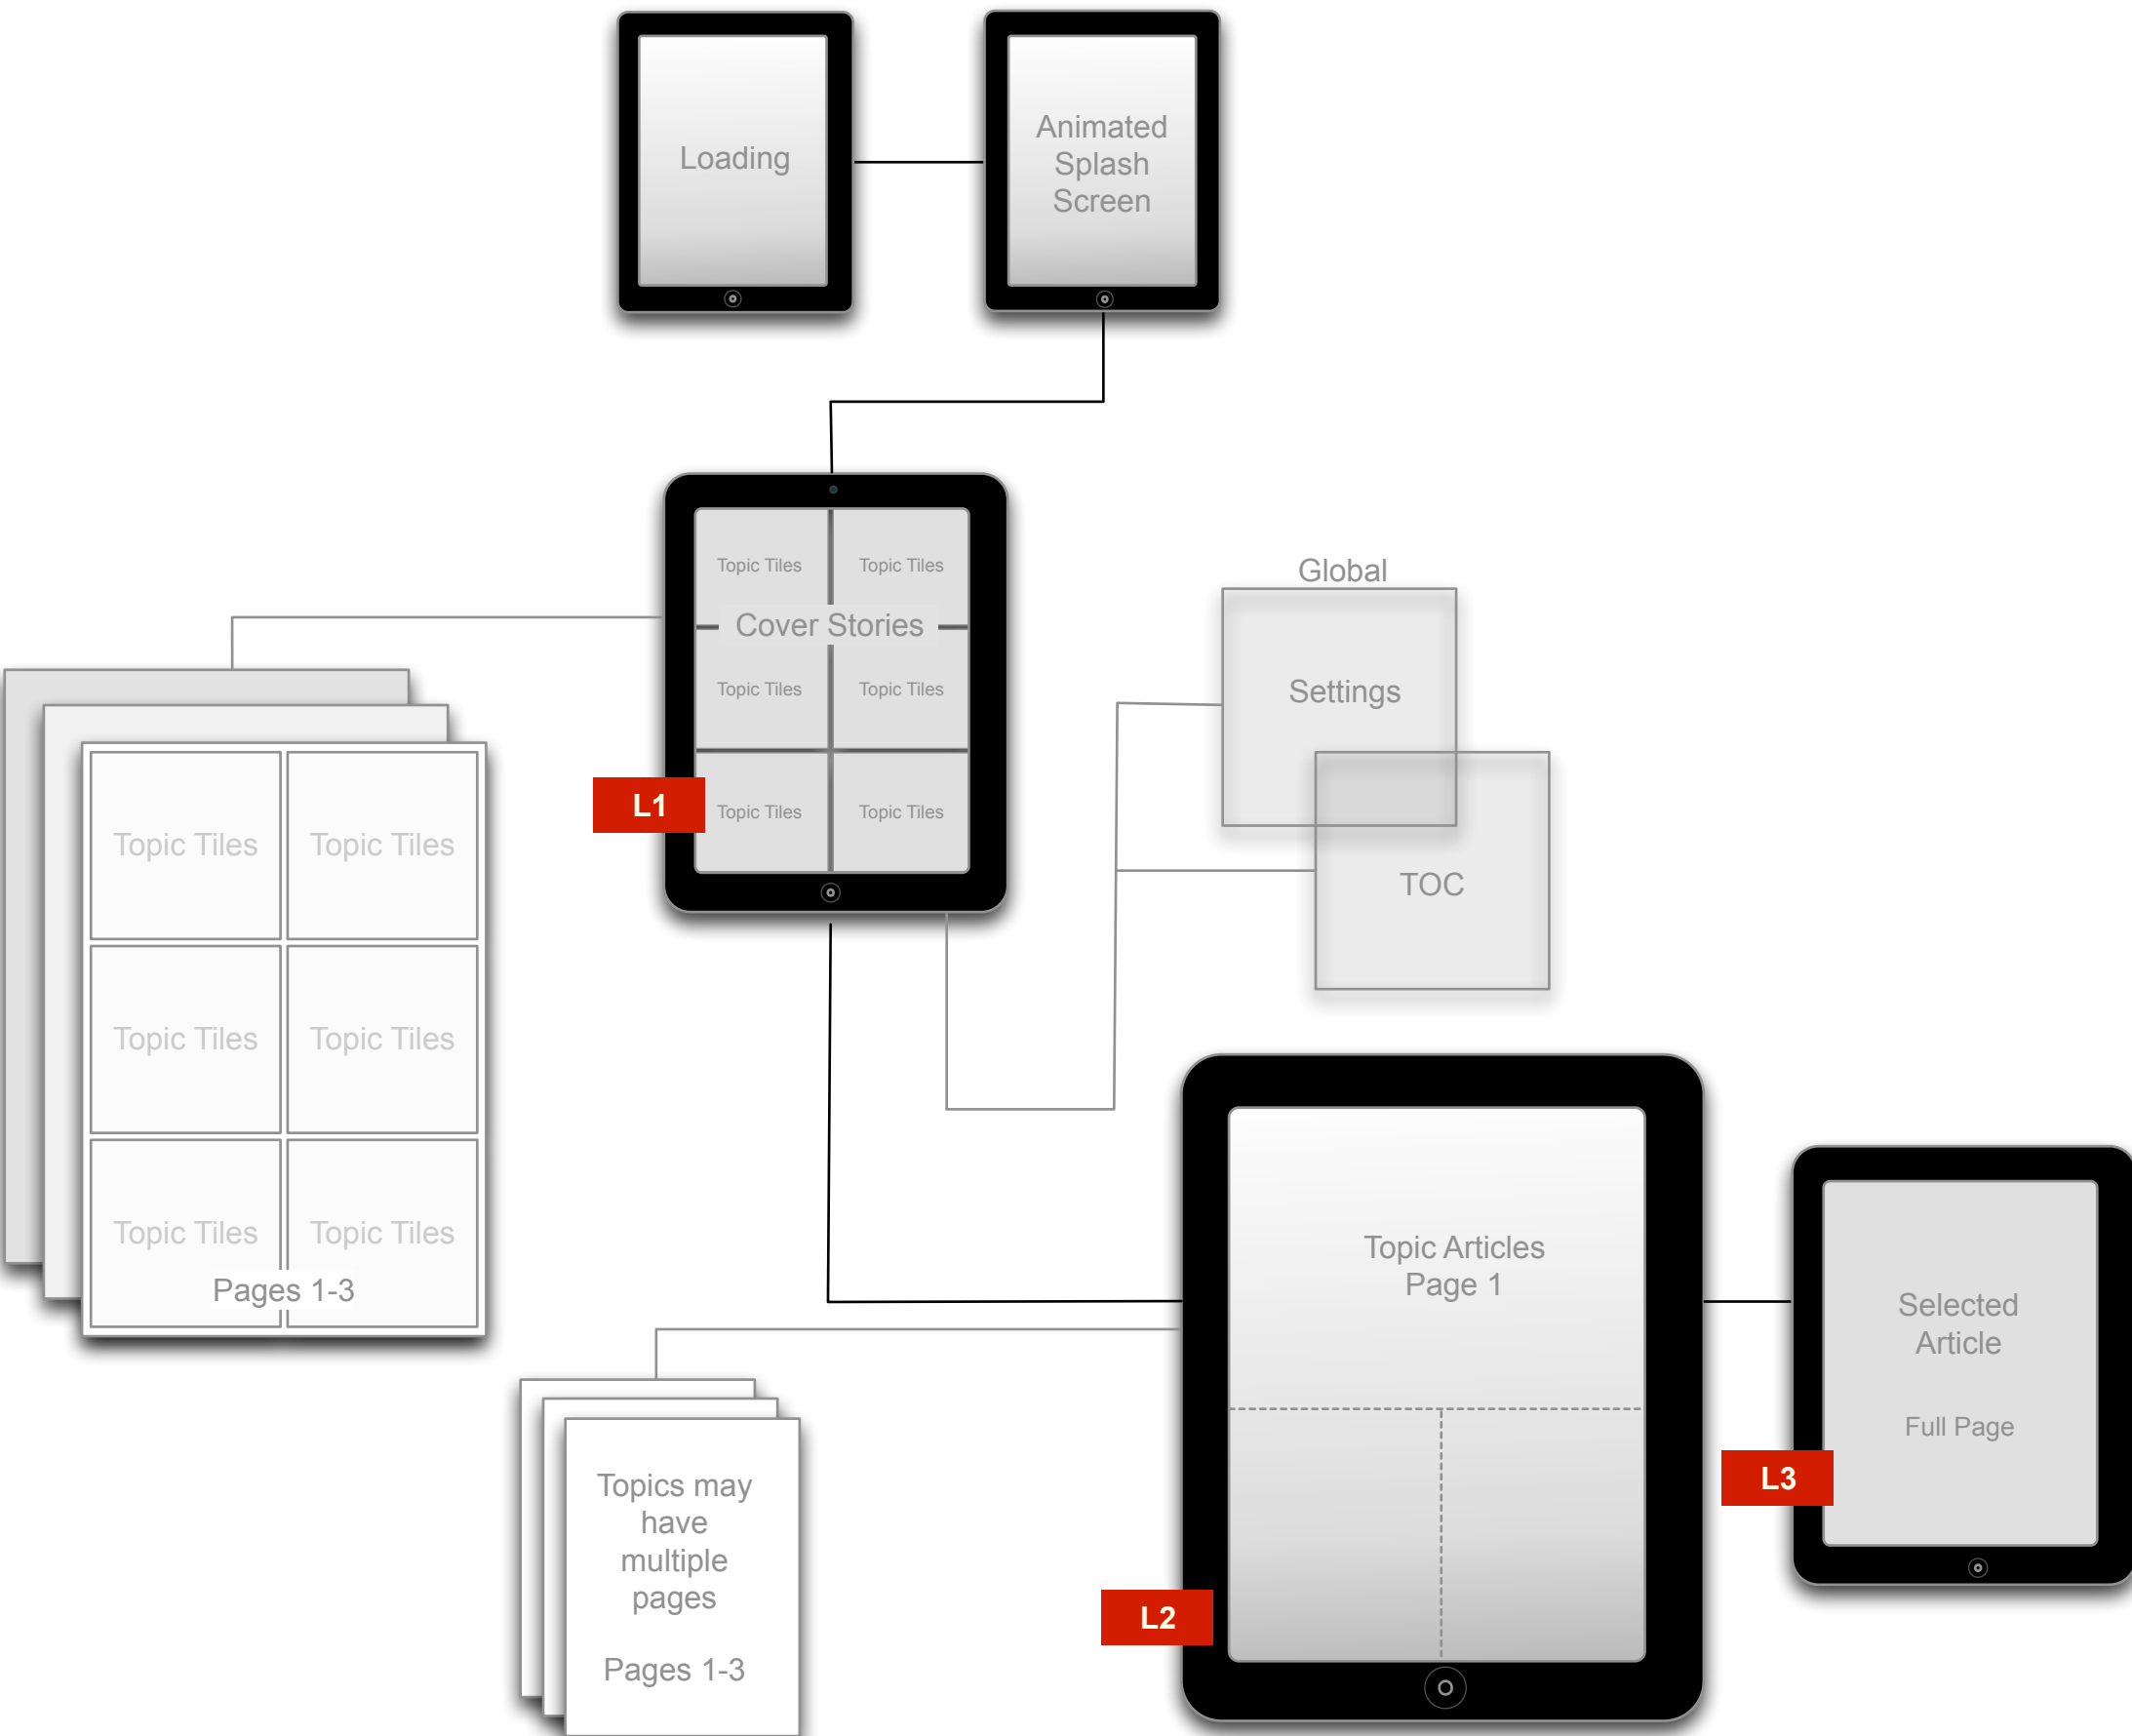 Loading
Animated
Splash
Screen
Topic Tiles
Topic Tiles
Cover Stories
Topic Tiles
Topic Tiles
L1
Topic Tiles
Topic Tiles
Global
Settings
TOC
Topic Tiles
Topic Tiles
Topic Tiles
Topic Tiles
Topic Tiles
Topic Tiles
Pages 1-3
Topic Articles
Page 1
L2
Selected
Article
Full Page
L3
Topics may
have
multiple
pages
Pages 1-3